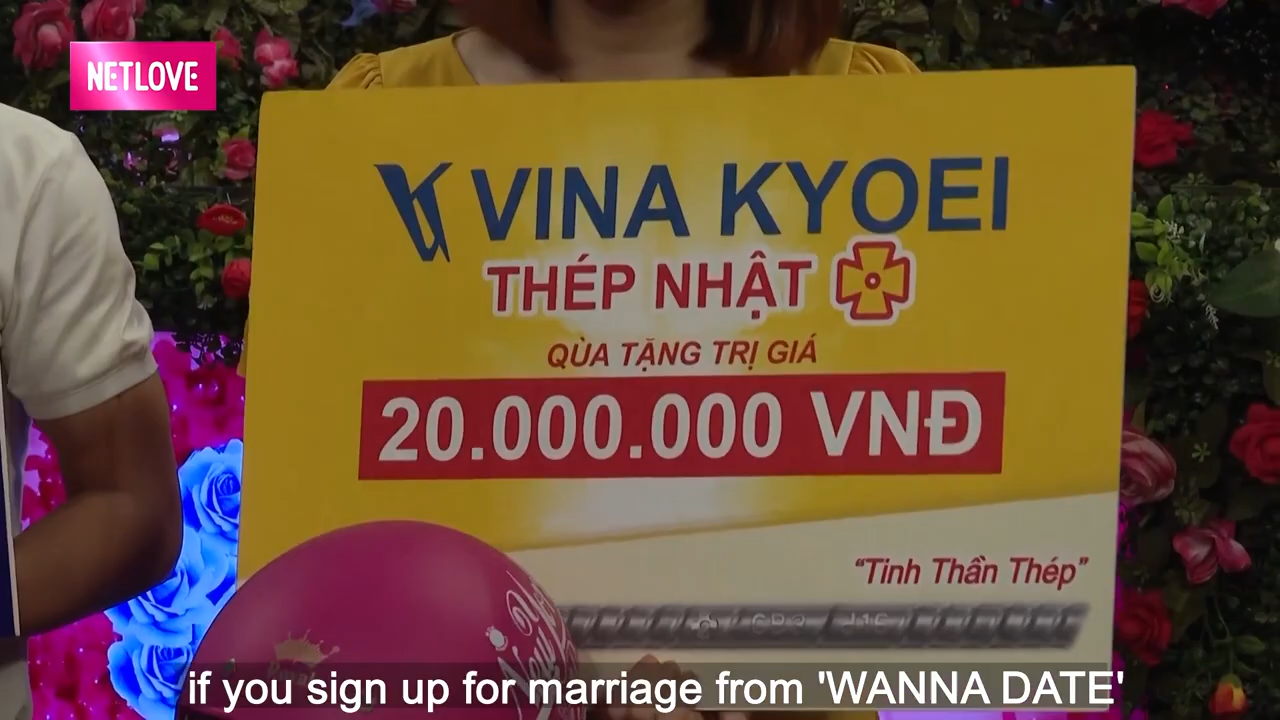 NETLOVE
VINA KYOEI
THÉP NHẬT
QÙA TẶNG TRỊ GIÁ
20.000.000 VNĐ
“Tinh Thần Thép”
if you sign up for marriage from 'WANNA DATE'